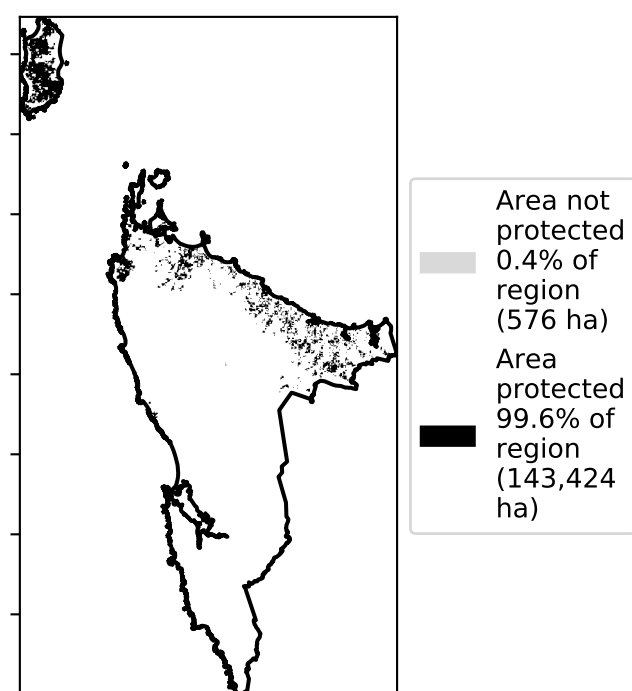 Area not
protected
0.4% of
region
(576 ha)
Area
protected
99.6% of
region
(143,424
ha)